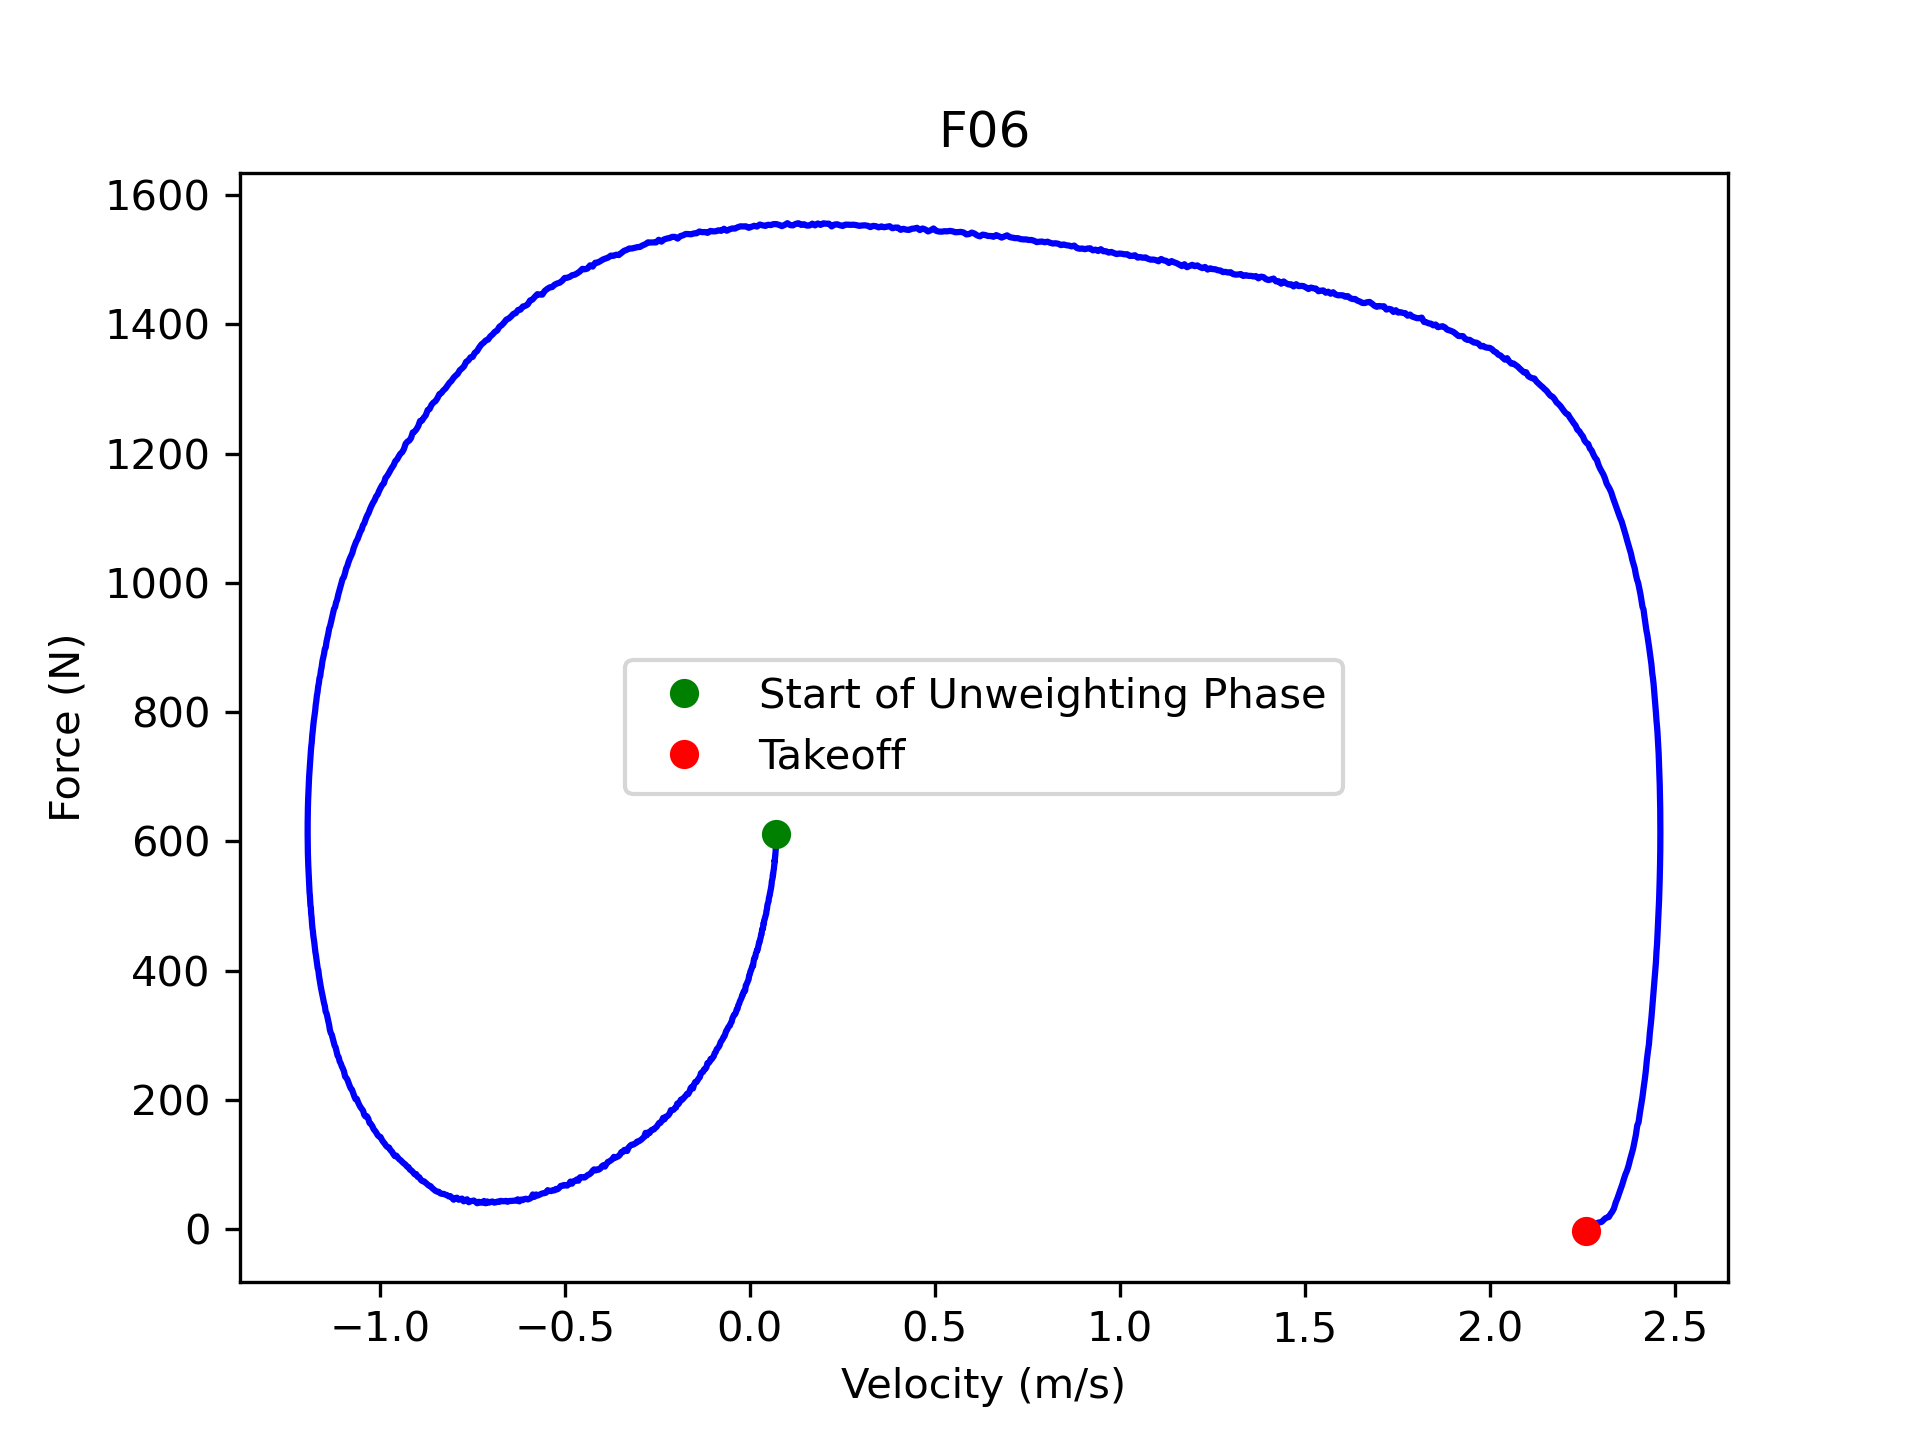 F06
1600
1400
1200
1000
800
600
400
200
0
Force (N)
Start of Unweighting Phase
Takeoff
−1.0 −0.5 0.0 0.5 1.0 1.5 2.0 2.5
Velocity (m/s)